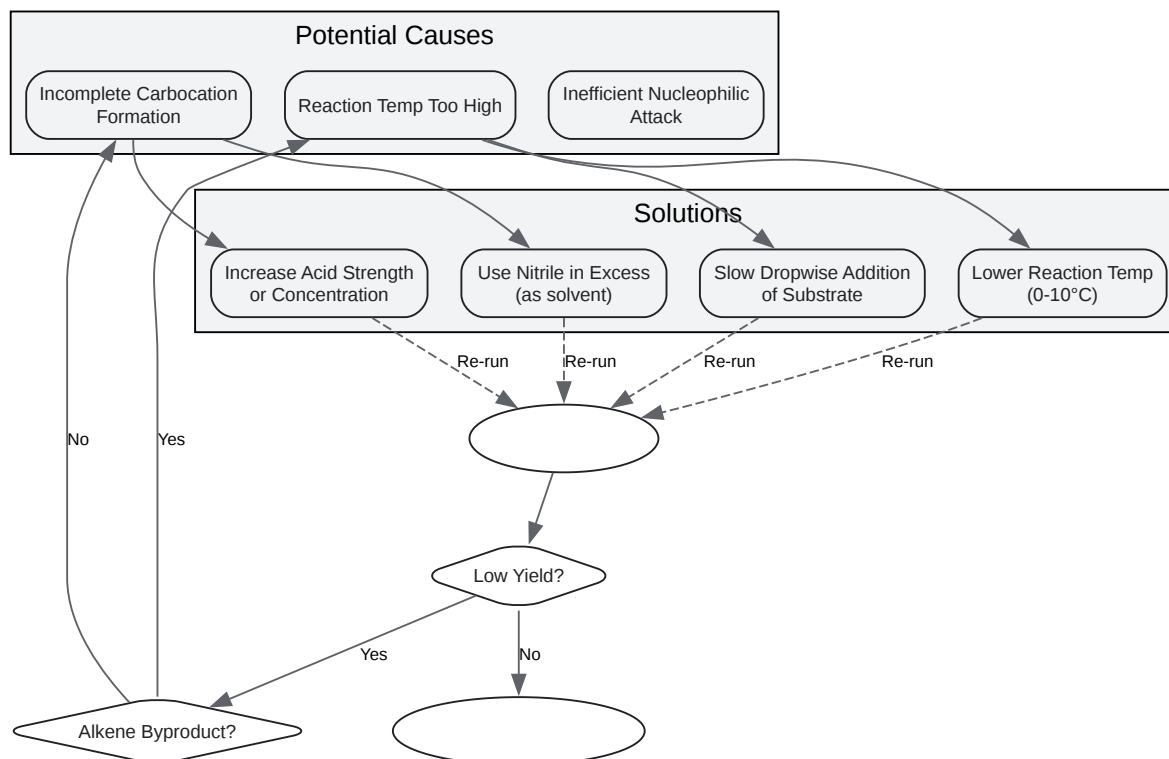 Potential Causes
Incomplete Carbocation
Formation
Reaction Temp Too High
Inefficient Nucleophilic
Attack
Solutions
Increase Acid Strength
or Concentration
Use Nitrile in Excess
(as solvent)
Slow Dropwise Addition
of Substrate
Lower Reaction Temp
(0-10°C)
Re-run
Re-run
Re-run
Re-run
No
Yes
Low Yield?
Yes
No
Alkene Byproduct?